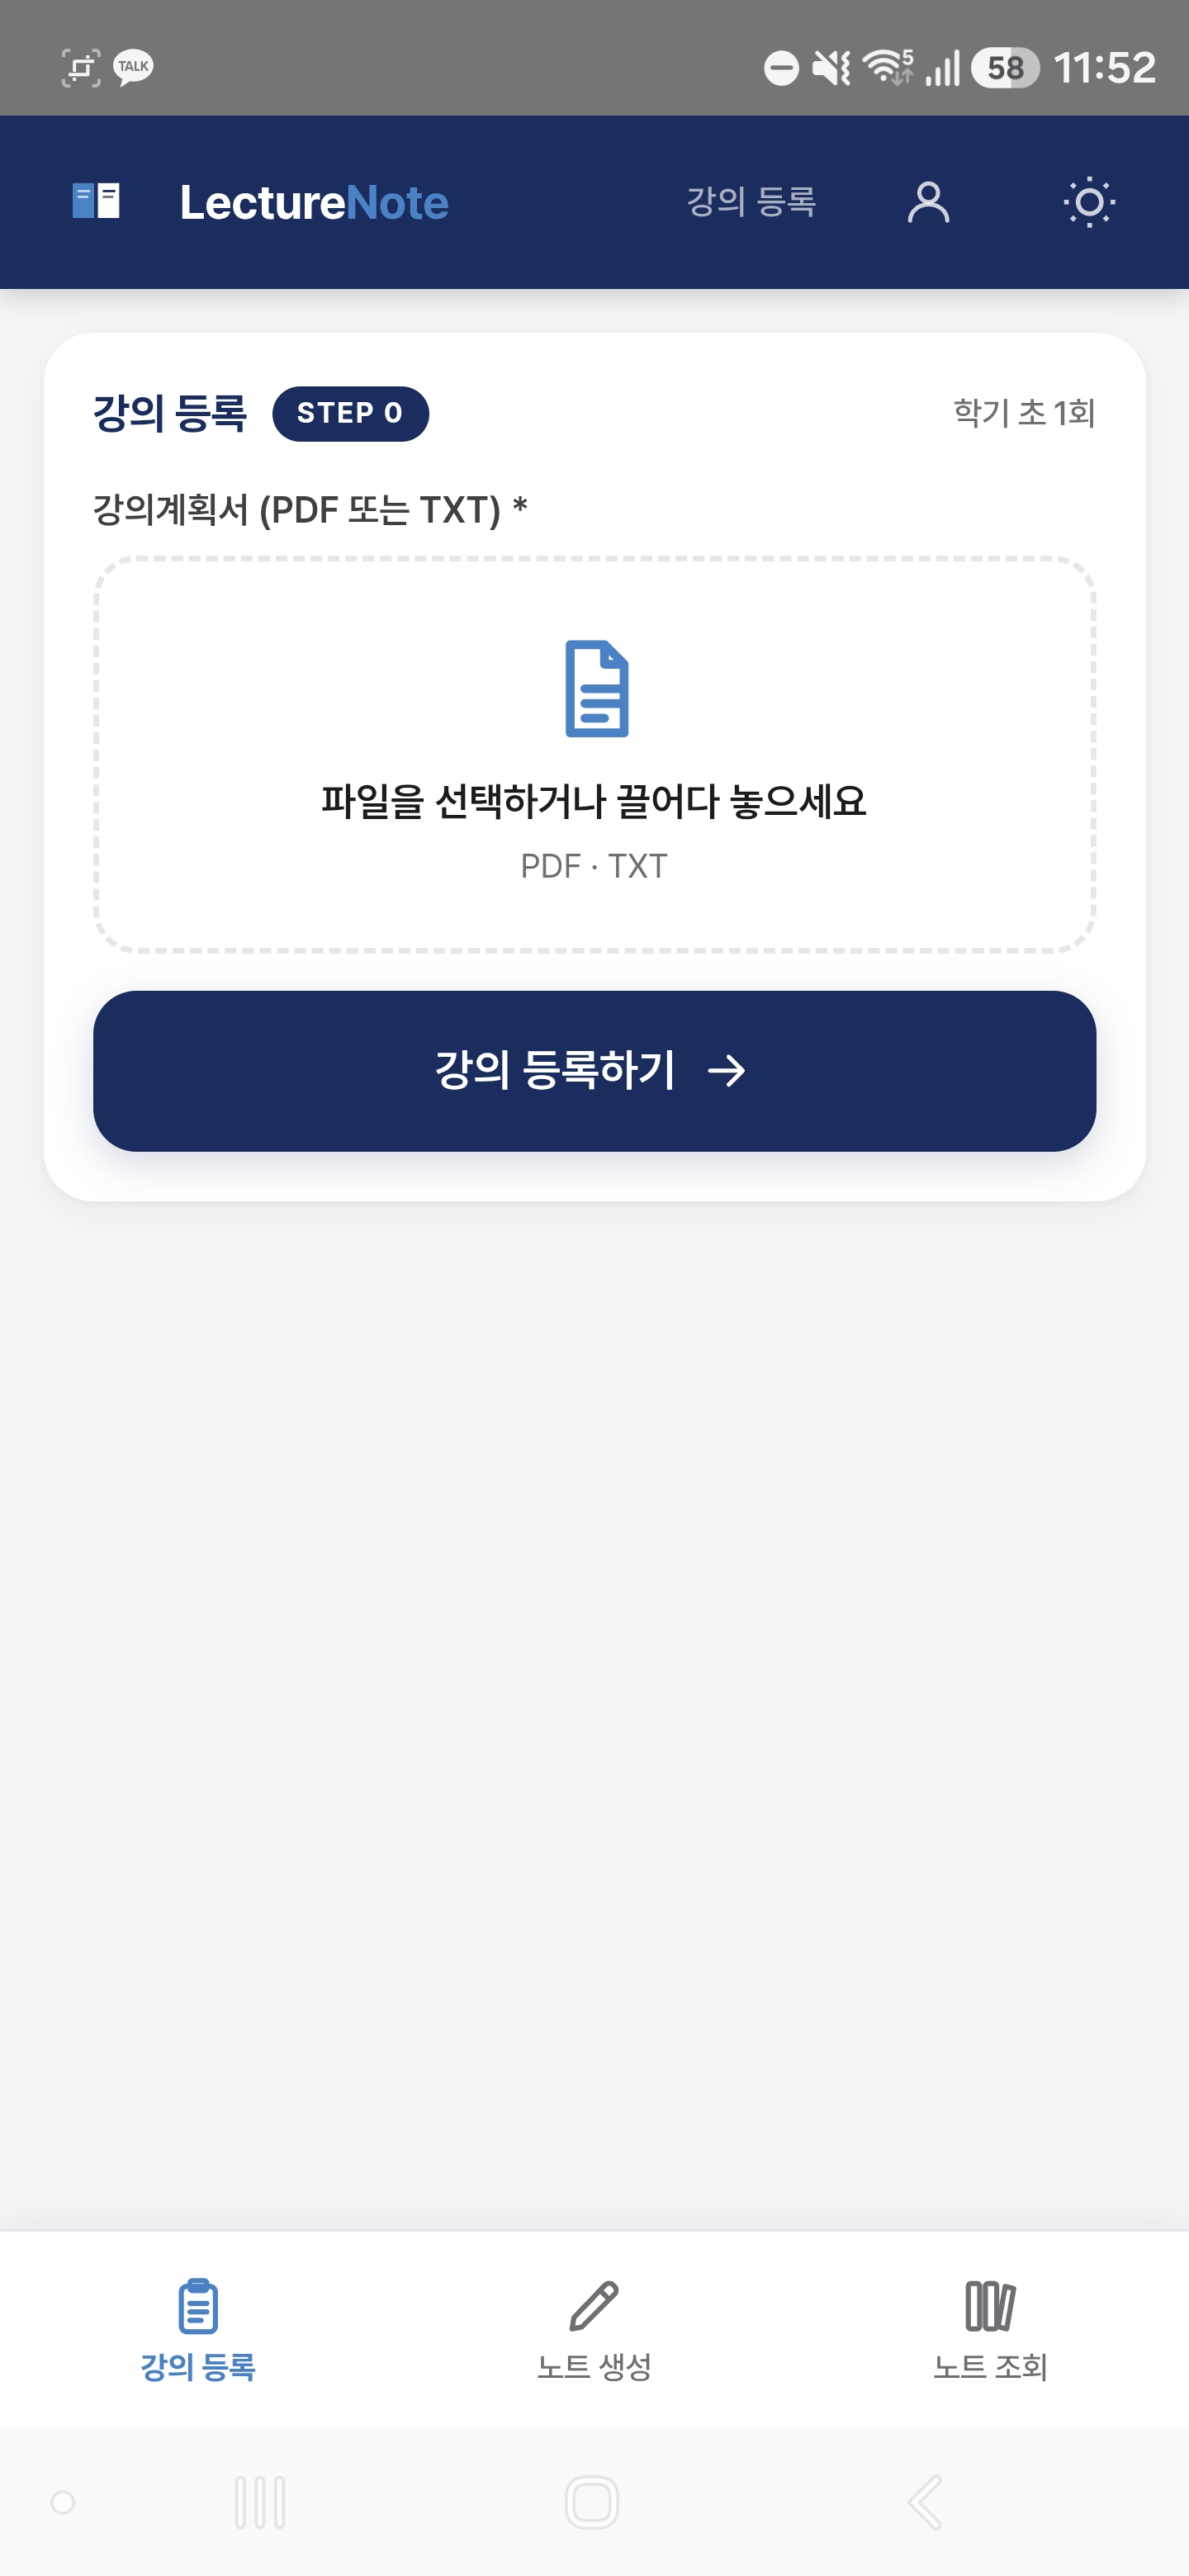 TALK
5
58
11:52
LectureNote
강의 등록
강의 등록
STEP 0
학기 초 1회
강의계획서 (PDF 또는 TXT) *
파일을 선택하거나 끌어다 놓으세요
PDF · TXT
강의 등록하기 →
강의 등록
노트 생성
노트 조회